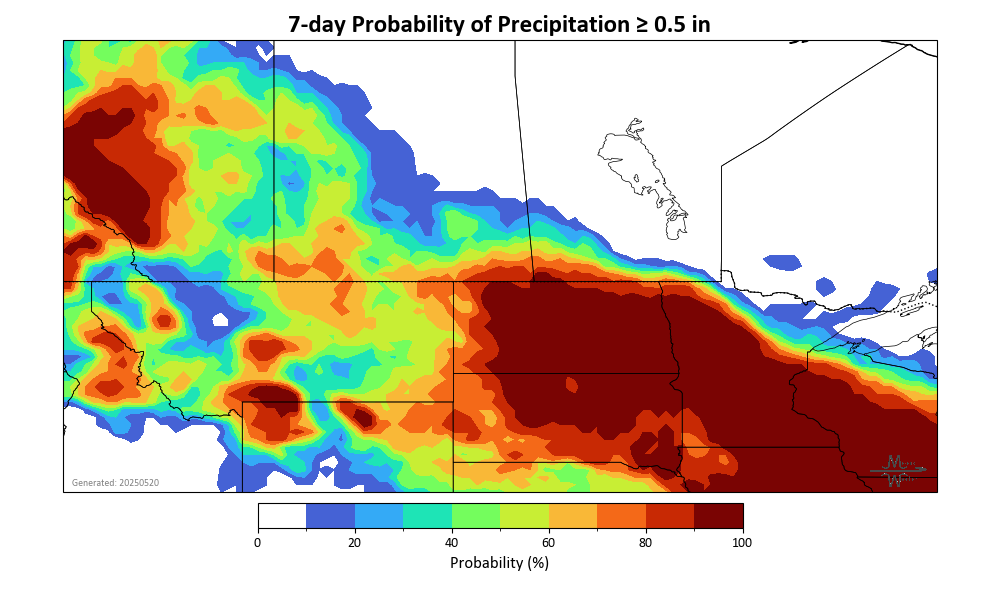 7-day Probability of Precipitation ≥ 0.5 in
Generated: 20250520
0 20 40 60 80 100
Probability (%)